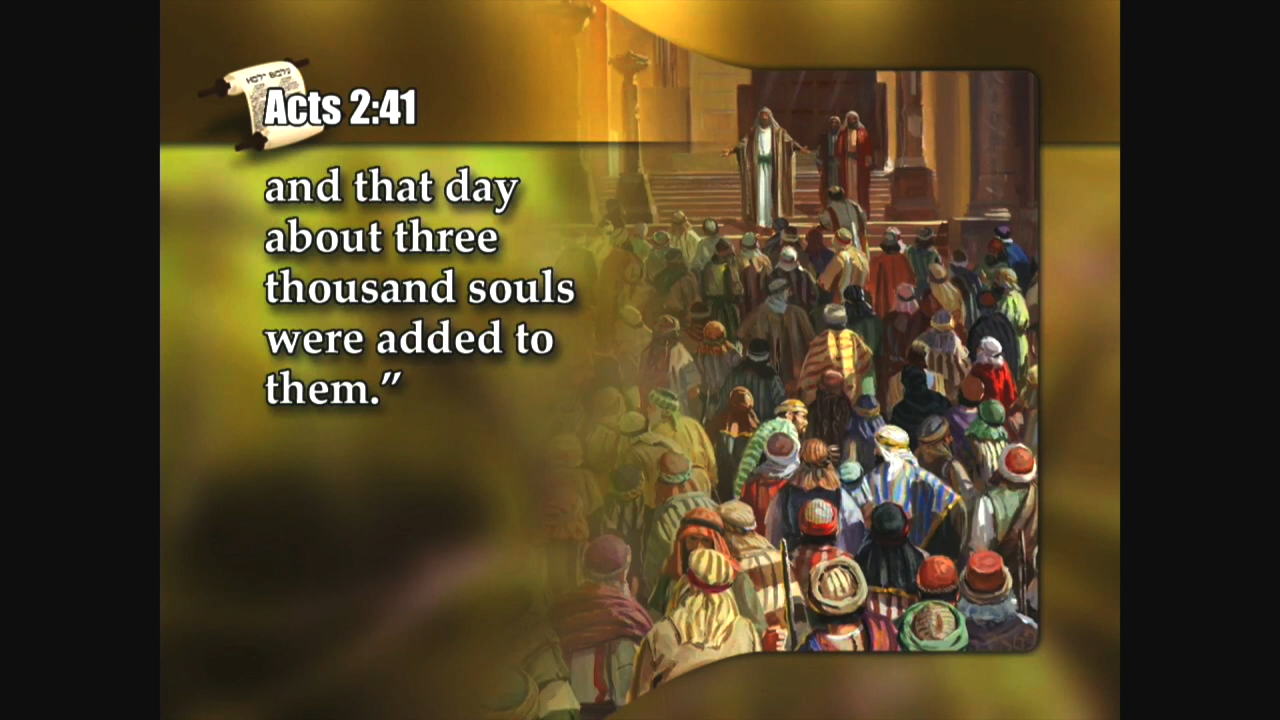 Acts 2:41
and that day
about three
thousand souls
were added to
them.”